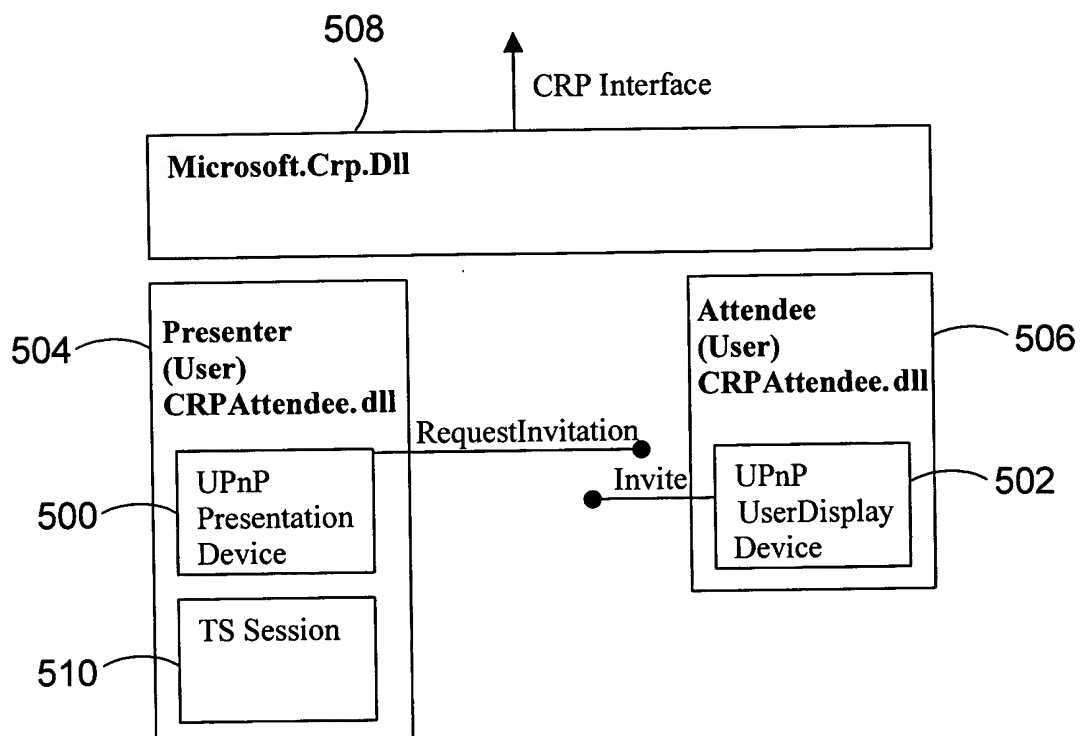 508
CRP Interface
Microsoft.Crp.Dll
504
Presenter
(User)
CRPAttendee.dll
Attendee
(User)
CRPAttendee.dll
506
RequestInvitation
Invite
500
UPnP
Presentation
Device
UPnP
UserDisplay
Device
502
510
TS Session